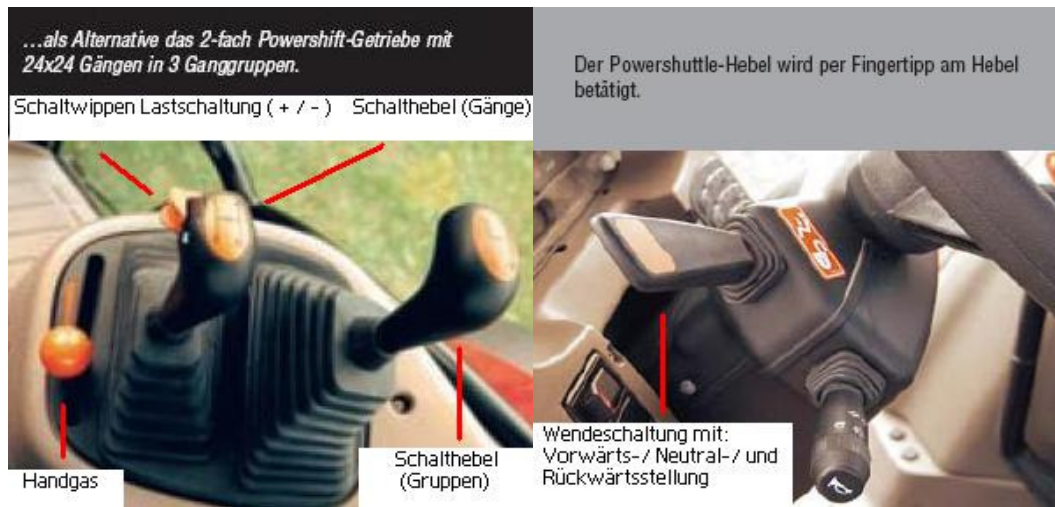 ...als Alternative das 2-fach Powershift-Getriebe mit
24x24 Gängen in 3 Ganggruppen.
Schaltwippen Lastschaltung ( + / - )
Schalthebel (Gänge)
Handgas
Schalthebel
(Gruppen)
Der Powershuttle-Hebel wird per Fingertipp am Hebel
betätigt.
Wendeschaltung mit:
Vorwärts-/ Neutral-/ und
Rückwärtsstellung